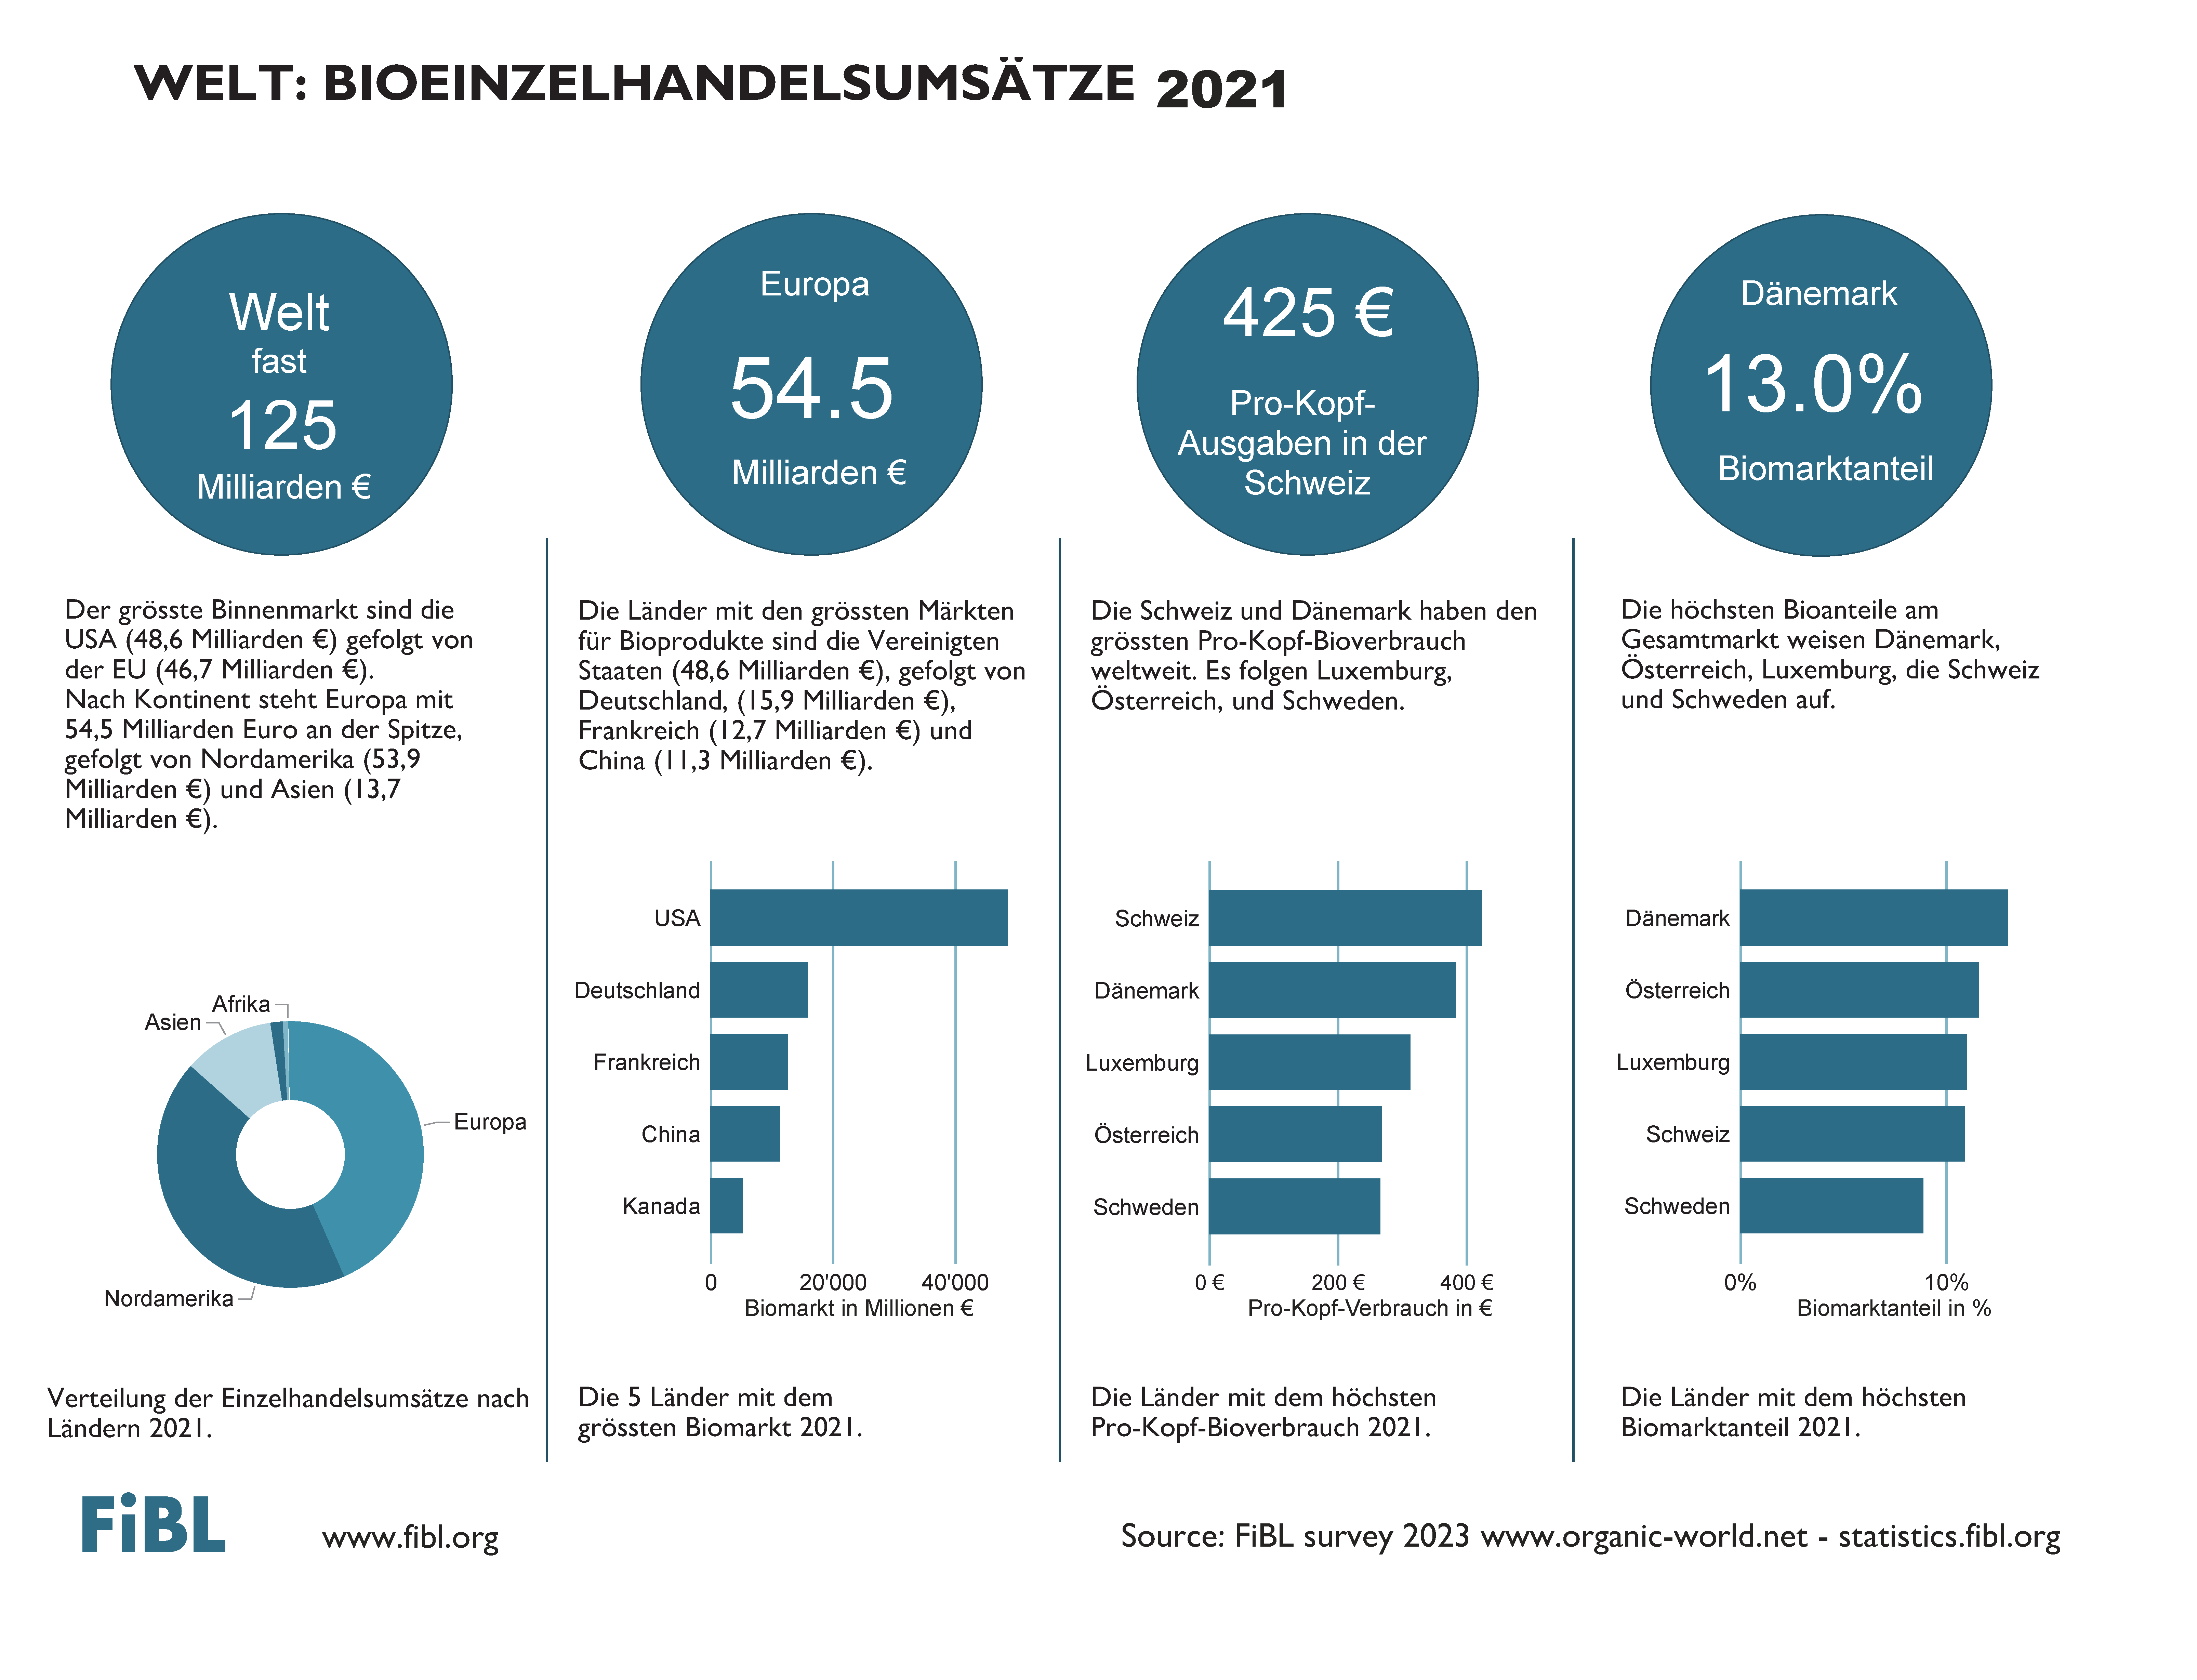 WELT: BIOEINZELHANDELSUMSÄTZE 2021
Welt
fast
125
Milliarden €
Europa
54.5
Milliarden €
425 €
Pro-Kopf-
Ausgaben in der
Schweiz
Dänemark
13.0%
Biomarktanteil
Der grösste Binnenmarkt sind die
USA (48,6 Milliarden €) gefolgt von
der EU (46,7 Milliarden €).
Nach Kontinent steht Europa mit
54,5 Milliarden Euro an der Spitze,
gefolgt von Nordamerika (53,9
Milliarden €) und Asien (13,7
Milliarden €).
Afrika
Asien
Europa
Nordamerika
Verteilung der Einzelhandelsumsätze nach
Ländern 2021.
Die Länder mit den grössten Märkten
für Bioprodukte sind die Vereinigten
Staaten (48,6 Milliarden €), gefolgt von
Deutschland, (15,9 Milliarden €),
Frankreich (12,7 Milliarden €) und
China (11,3 Milliarden €).
USA
Deutschland
Frankreich
China
Kanada
0 20'000 40'000
Biomarkt in Millionen €
Die 5 Länder mit dem
grössten Biomarkt 2021.
Die Schweiz und Dänemark haben den
grössten Pro-Kopf-Bioverbrauch
weltweit. Es folgen Luxemburg,
Österreich, und Schweden.
Schweiz
Dänemark
Luxemburg
Österreich
Schweden
0 € 200 € 400 €
Pro-Kopf-Verbrauch in €
Die Länder mit dem höchsten
Pro-Kopf-Bioverbrauch 2021.
Die höchsten Bioanteile am
Gesamtmarkt weisen Dänemark,
Österreich, Luxemburg, die Schweiz
und Schweden auf.
Dänemark
Österreich
Luxemburg
Schweiz
Schweden
0% 10%
Biomarktanteil in %
Die Länder mit dem höchsten
Biomarktanteil 2021.
FiBL
www.fibl.org
Source: FiBL survey 2023 www.organic-world.net - statistics.fibl.org